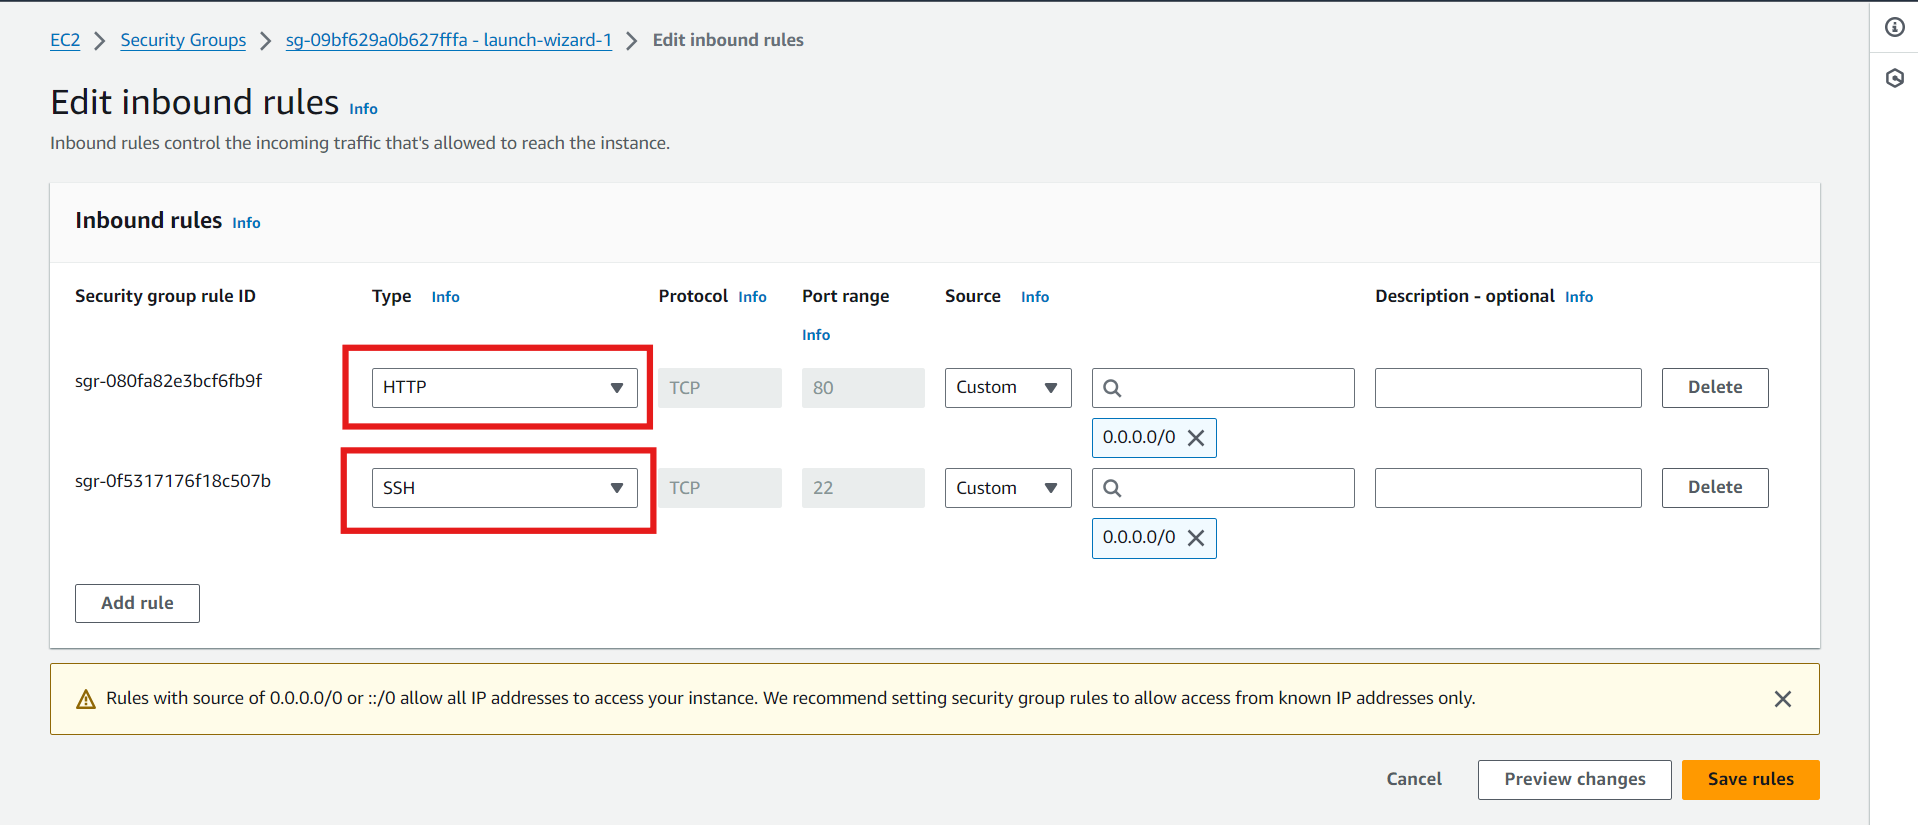 EC2 > Security Groups > sg-09bf629a0b627fffa - launch-wizard-1 > Edit inbound rules
Edit inbound rules Info
Inbound rules control the incoming traffic that's allowed to reach the instance.
Inbound rules Info
Security group rule ID Type Info Protocol Info Port range Info Source Info Description - optional Info
sgr-080fa82e3bcf6fb9f HTTP TCP 80 Custom Delete
0.0.0.0/0
sgr-0f5317176f18c507b SSH TCP 22 Custom Delete
0.0.0.0/0
Add rule
Rules with source of 0.0.0.0/0 or ::/0 allow all IP addresses to access your instance. We recommend setting security group rules to allow access from known IP addresses only.
Cancel Preview changes Save rules